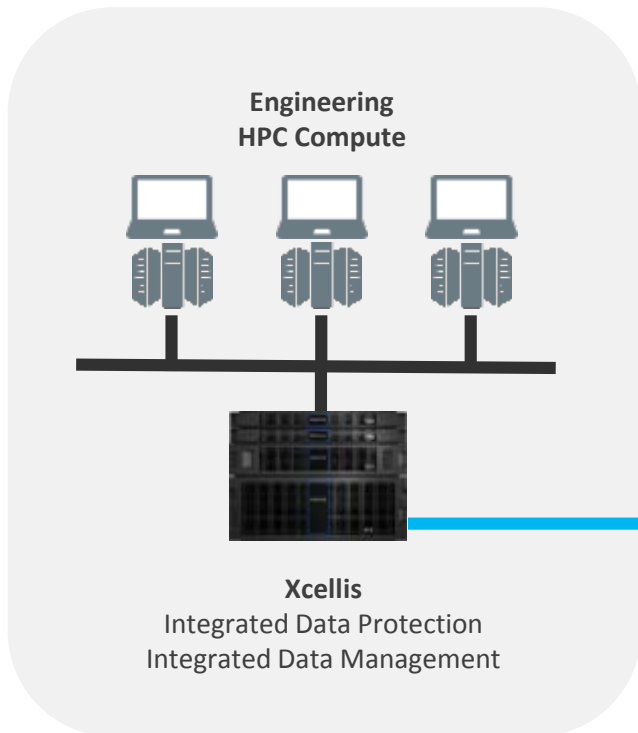 Engineering
HPC Compute
Xcellis
Integrated Data Protection
Integrated Data Management